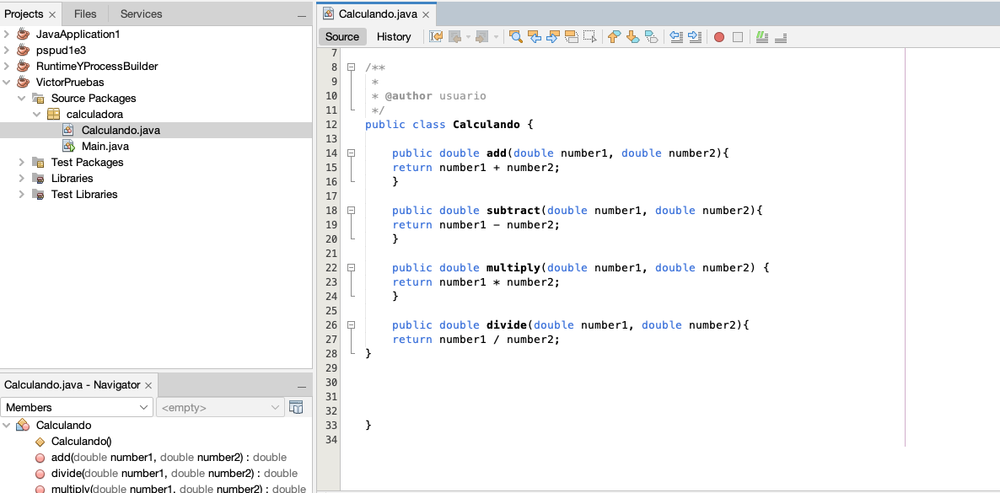 Projects × Files Services
JavaApplication1
pspud1e3
RuntimeYProcessBuilder
VictorPruebas
Source Packages
calculadora
Calculando.java
Main.java
Test Packages
Libraries
Test Libraries
Calculando.java - Navigator ×
Members <empty>
Calculando
Calculando()
add(double number1, double number2) : double
divide(double number1, double number2) : double
multiply(double number1, double number2) : double
Calculando.java ×
Source History
7
8 /**
9 *
10 * @author usuario
11 */
12 public class Calculando {
13
14 public double add(double number1, double number2){
15 return number1 + number2;
16 }
17
18 public double subtract(double number1, double number2){
19 return number1 - number2;
20 }
21
22 public double multiply(double number1, double number2) {
23 return number1 * number2;
24 }
25
26 public double divide(double number1, double number2){
27 return number1 / number2;
28 }
29
30
31
32
33 }
34